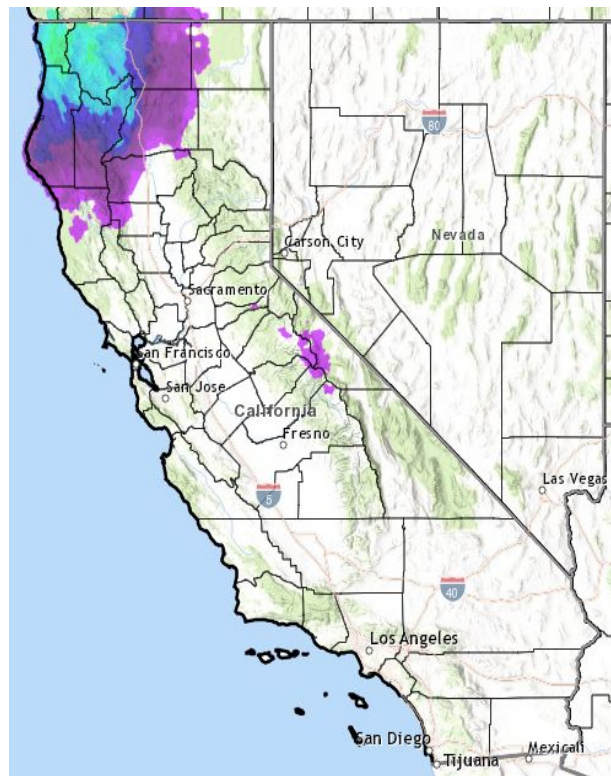 80
Nevada
Carson City
Sacramento
San Francisco
San Jose
California
Fresno
Las Vegas
5
40
Los Angeles
San Diego
Tijuana
Mexicali